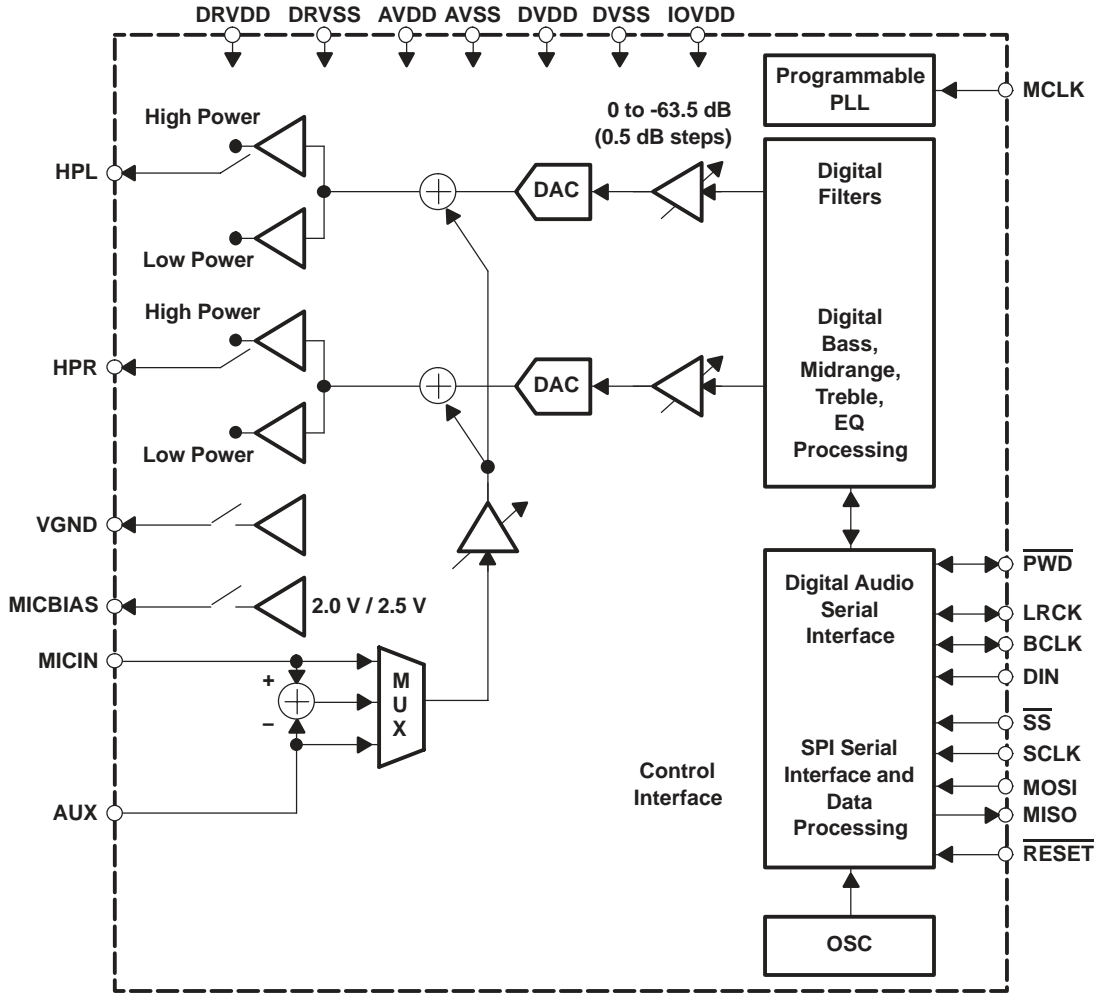 DRVDD DRVSS AVDD AVSS DVDD DVSS IOVDD
Programmable
PLL
MCLK
0 to -63.5 dB
(0.5 dB steps)
High Power
HPL
DAC
Digital
Filters
Low Power
High Power
HPR
DAC
Digital
Bass,
Midrange,
Treble,
EQ
Processing
Low Power
VGND
MICBIAS
2.0 V / 2.5 V
MICIN
+
−
M
U
X
AUX
Digital Audio
Serial
Interface
PWD
LRCK
BCLK
DIN
SS
SCLK
MOSI
MISO
RESET
SPI Serial
Interface and
Data
Processing
Control
Interface
OSC